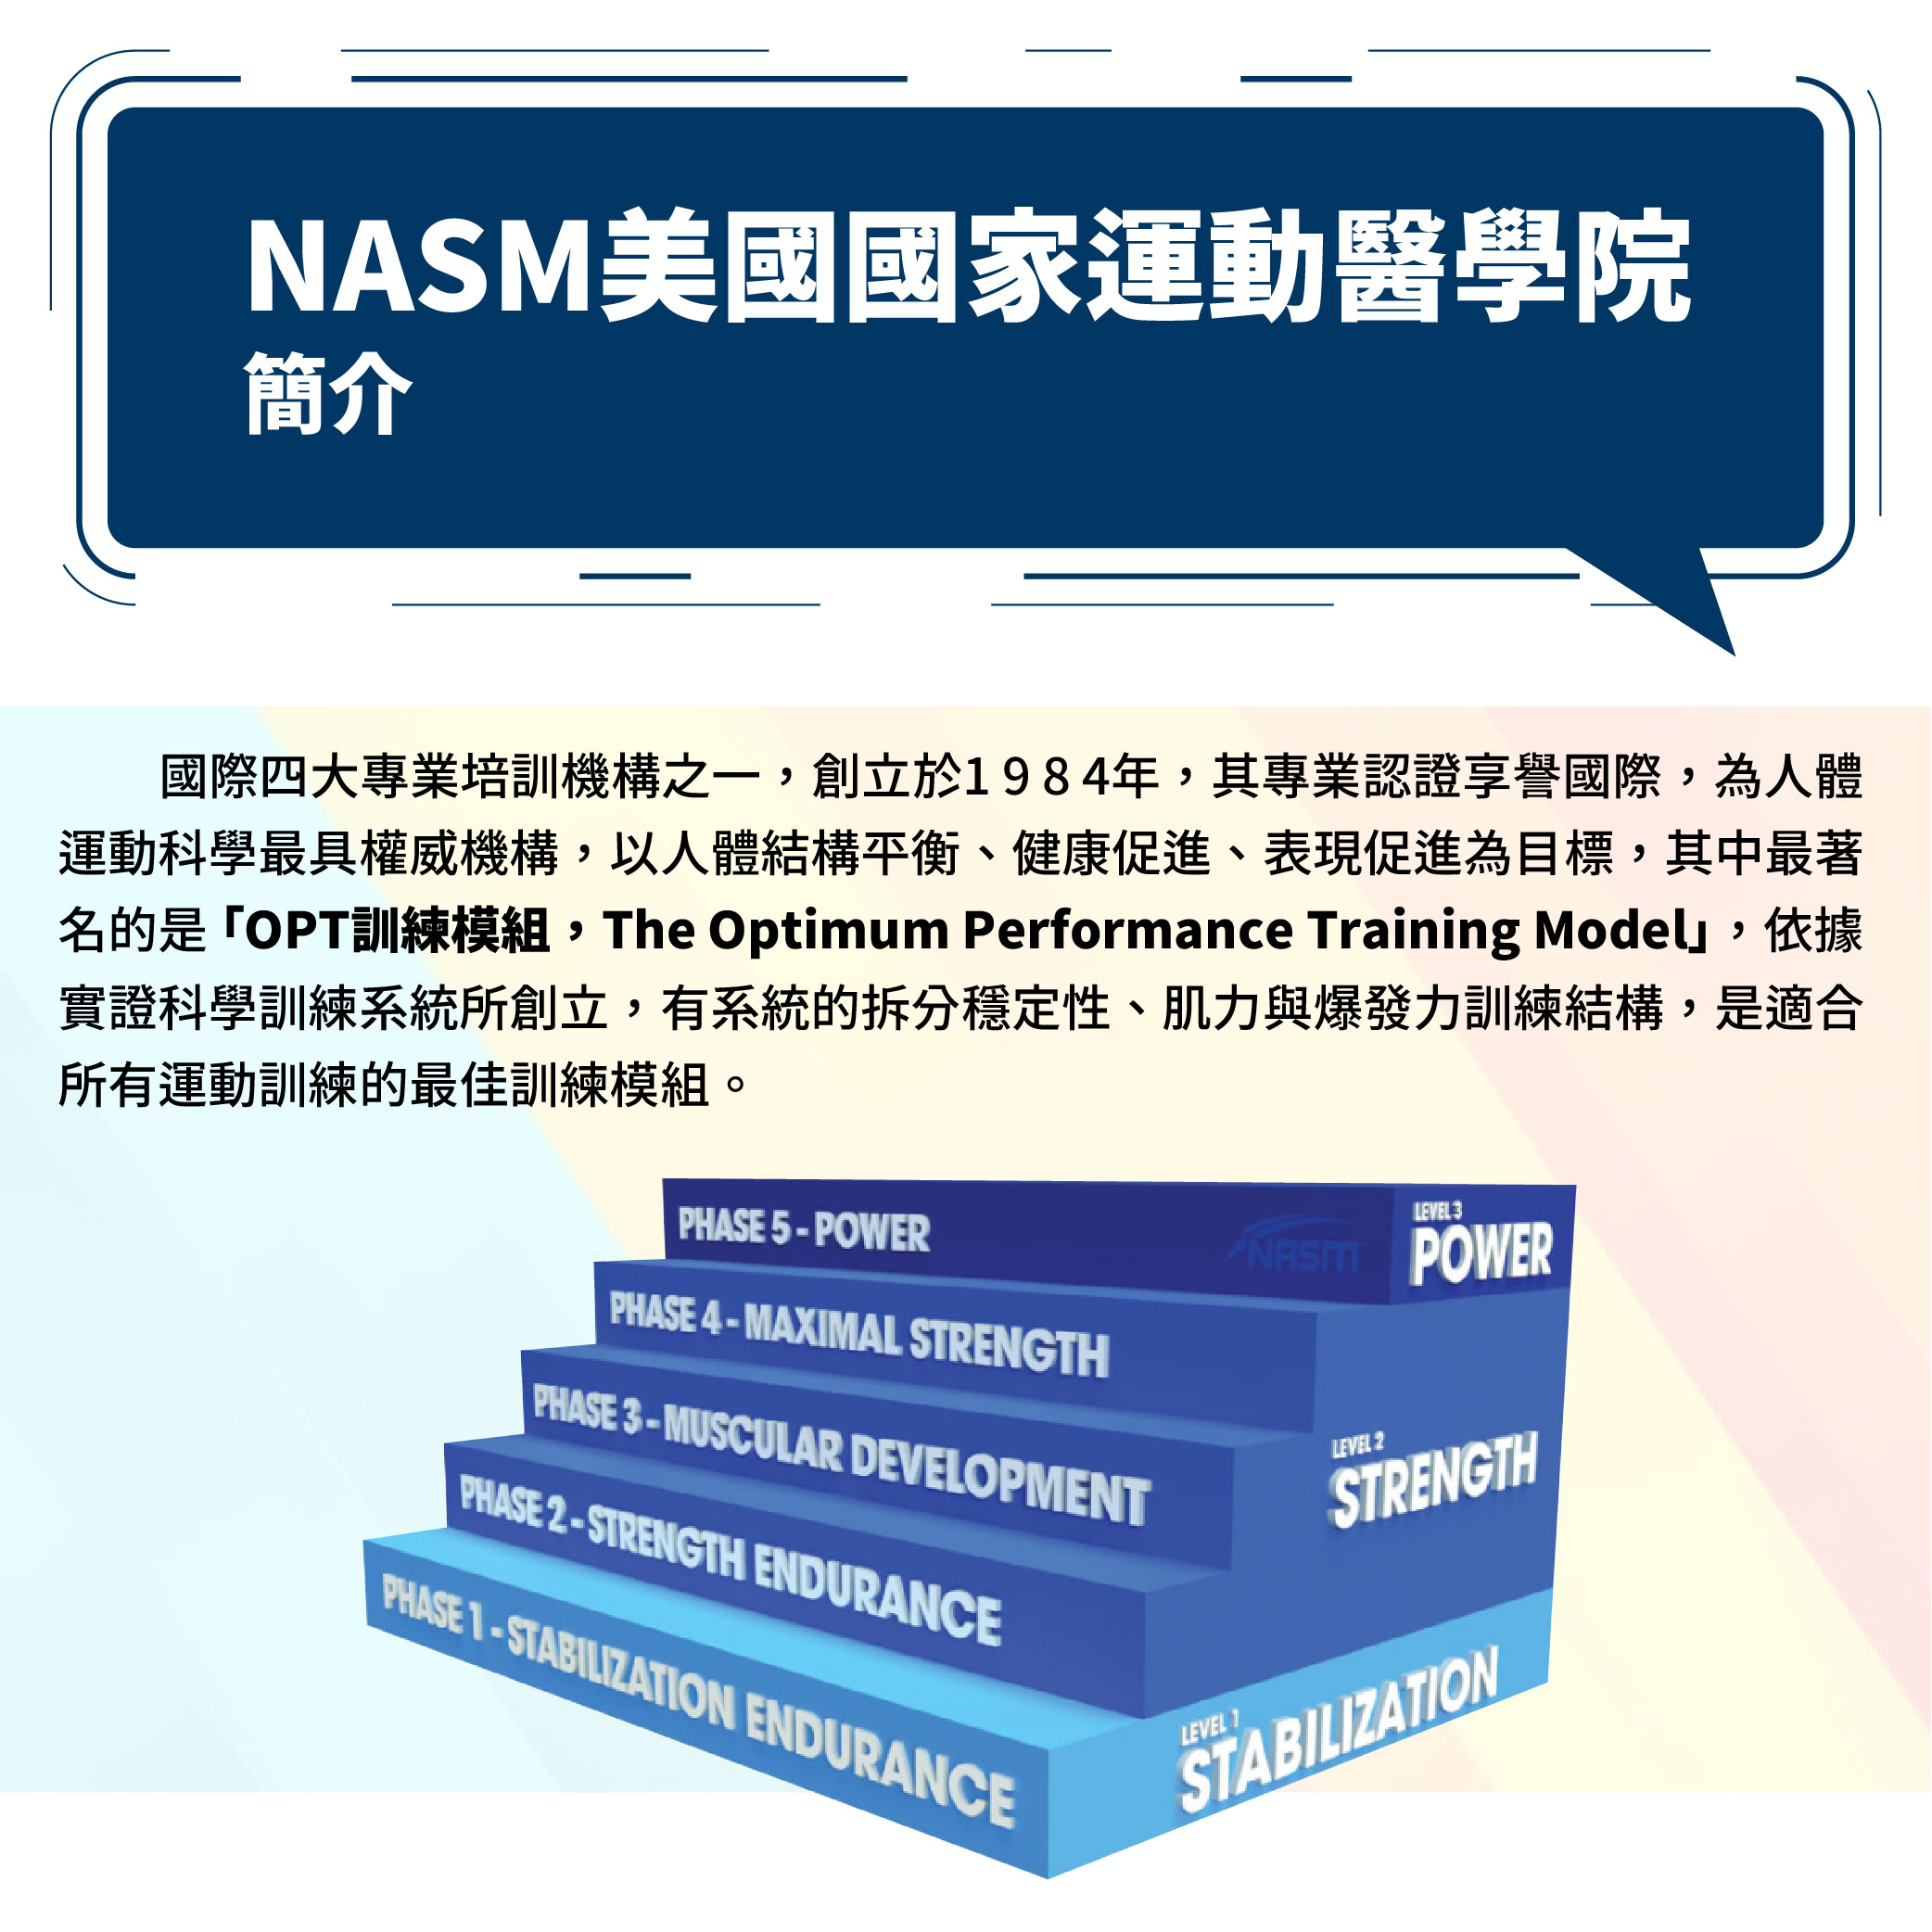 NASM美國國家運動醫學院
簡介
國際四大專業培訓機構之一，創立於1984年，其專業認證享譽國際，為人體
運動科學最具權威機構，以人體結構平衡、健康促進、表現促進為目標，其中最著
名的是「OPT訓練模組，The Optimum Performance Training Model」，依據
實證科學訓練系統所創立，有系統的拆分穩定性、肌力與爆發力訓練結構，是適合
所有運動訓練的最佳訓練模組。
PHASE 5 - POWER
NASM
LEVEL 3
POWER
PHASE 4 - MAXIMAL STRENGTH
PHASE 3 - MUSCULAR DEVELOPMENT
LEVEL 2
STRENGTH
PHASE 2 - STRENGTH ENDURANCE
PHASE 1 - STABILIZATION ENDURANCE
LEVEL 1
STABILIZATION